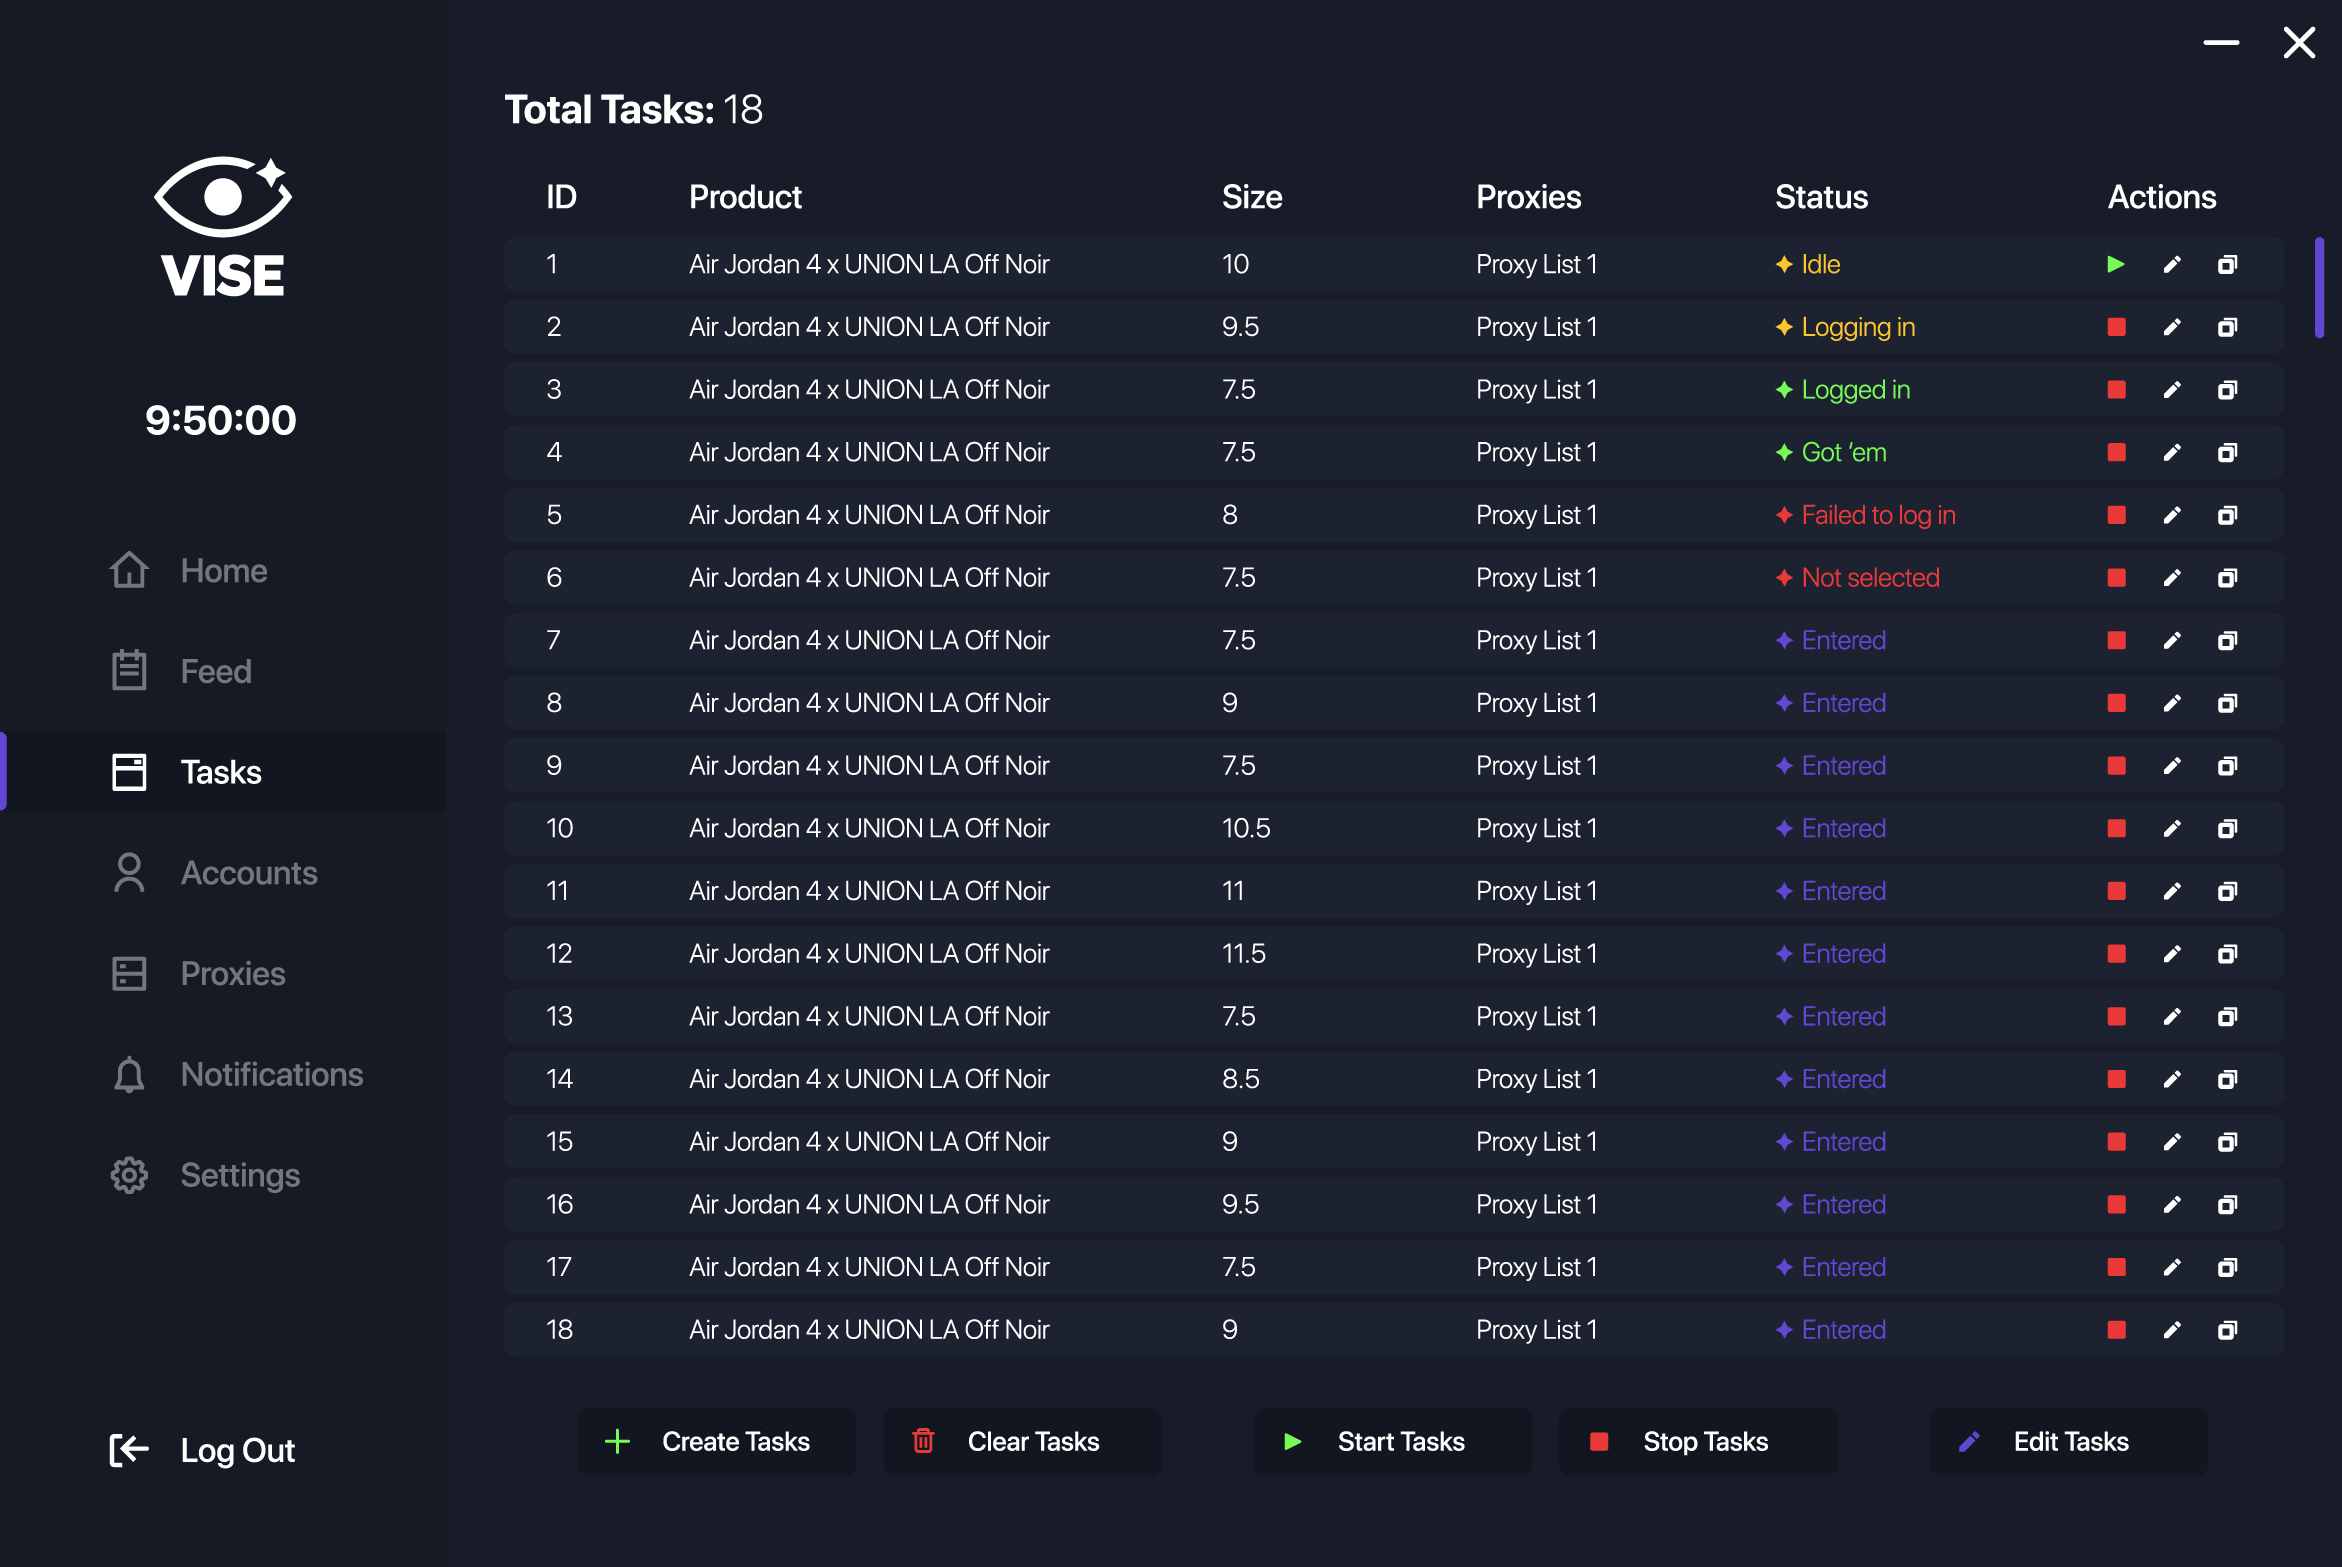 Total Tasks: 18
VISE
9:50:00
Home
Feed
Tasks
Accounts
Proxies
Notifications
Settings
Log Out
ID Product Size Proxies Status Actions
1 Air Jordan 4 x UNION LA Off Noir 10 Proxy List 1 Idle
2 Air Jordan 4 x UNION LA Off Noir 9.5 Proxy List 1 Logging in
3 Air Jordan 4 x UNION LA Off Noir 7.5 Proxy List 1 Logged in
4 Air Jordan 4 x UNION LA Off Noir 7.5 Proxy List 1 Got ‘em
5 Air Jordan 4 x UNION LA Off Noir 8 Proxy List 1 Failed to log in
6 Air Jordan 4 x UNION LA Off Noir 7.5 Proxy List 1 Not selected
7 Air Jordan 4 x UNION LA Off Noir 7.5 Proxy List 1 Entered
8 Air Jordan 4 x UNION LA Off Noir 9 Proxy List 1 Entered
9 Air Jordan 4 x UNION LA Off Noir 7.5 Proxy List 1 Entered
10 Air Jordan 4 x UNION LA Off Noir 10.5 Proxy List 1 Entered
11 Air Jordan 4 x UNION LA Off Noir 11 Proxy List 1 Entered
12 Air Jordan 4 x UNION LA Off Noir 11.5 Proxy List 1 Entered
13 Air Jordan 4 x UNION LA Off Noir 7.5 Proxy List 1 Entered
14 Air Jordan 4 x UNION LA Off Noir 8.5 Proxy List 1 Entered
15 Air Jordan 4 x UNION LA Off Noir 9 Proxy List 1 Entered
16 Air Jordan 4 x UNION LA Off Noir 9.5 Proxy List 1 Entered
17 Air Jordan 4 x UNION LA Off Noir 7.5 Proxy List 1 Entered
18 Air Jordan 4 x UNION LA Off Noir 9 Proxy List 1 Entered
Create Tasks Clear Tasks Start Tasks Stop Tasks Edit Tasks